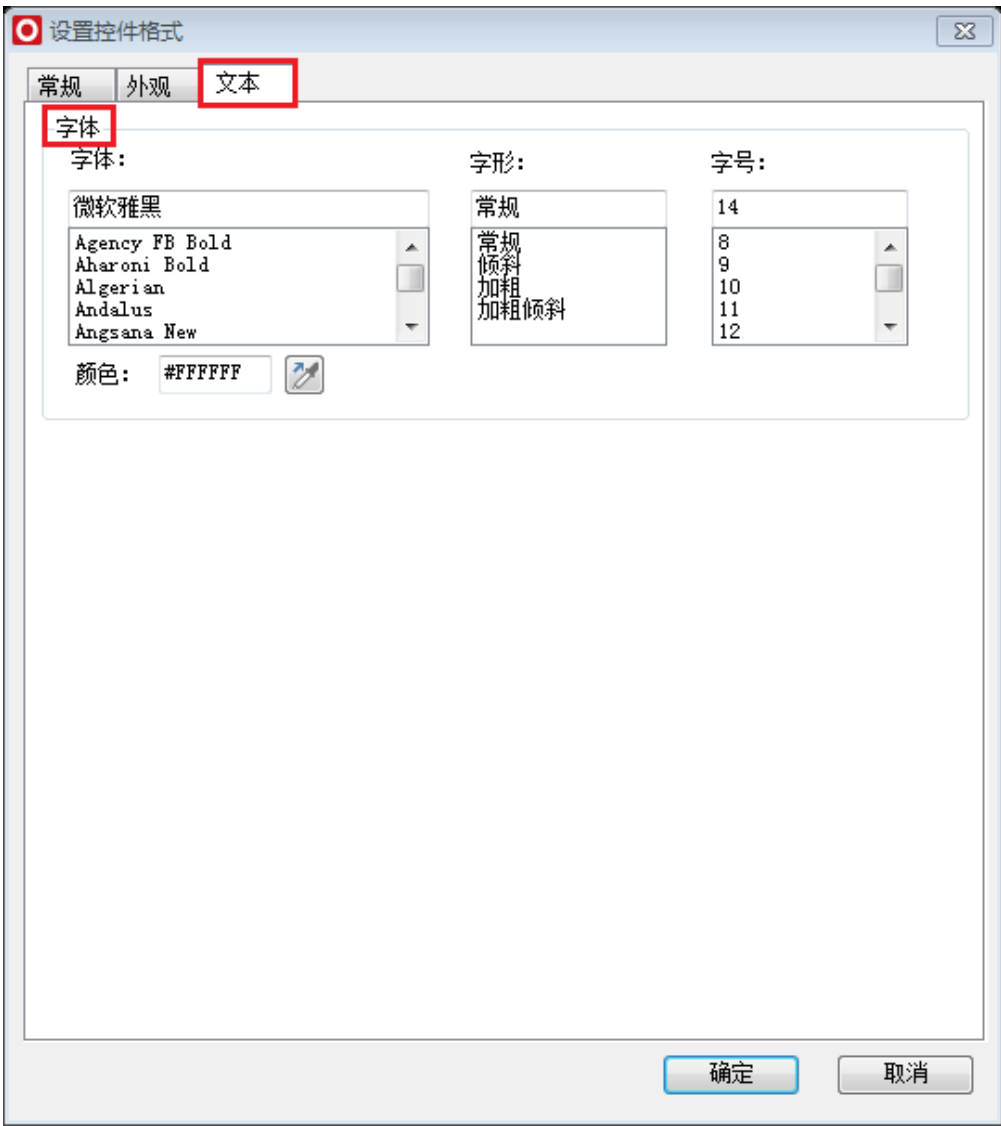 设置控件格式
常规 外观 文本
字体
字体: 字形: 字号:
微软雅黑 常规 14
Agency FB Bold 常规 8
Aharoni Bold 倾斜 9
Algerian 加粗 10
Andalus 加粗倾斜 11
Angsana New 12
颜色: #FFFFFF
确定 取消